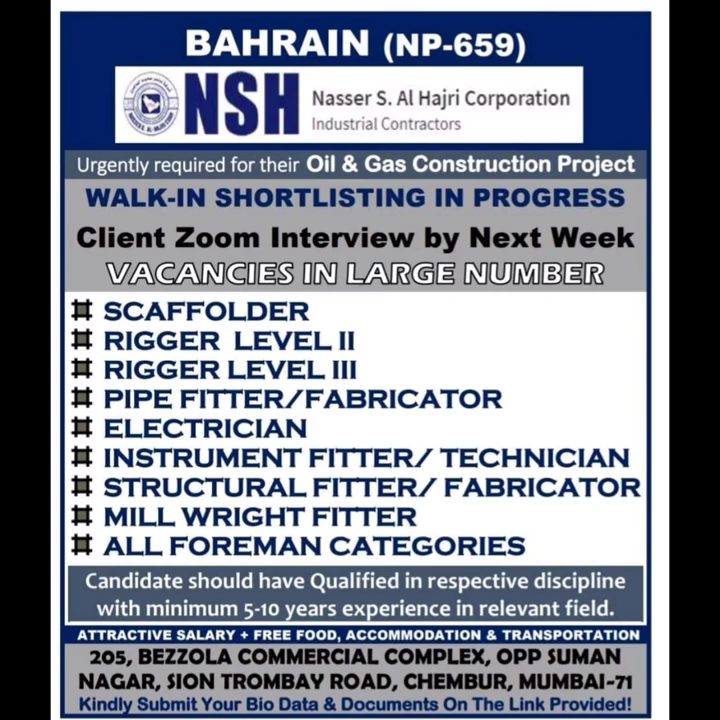 BAHRAIN (NP-659)
NSH
Nasser S. Al Hajri Corporation
Industrial Contractors
Urgently required for their Oil & Gas Construction Project
WALK-IN SHORTLISTING IN PROGRESS
Client Zoom Interview by Next Week
VACANCIES IN LARGE NUMBER
SCAFFOLDER
RIGGER LEVEL II
RIGGER LEVEL III
PIPE FITTER/FABRICATOR
ELECTRICIAN
INSTRUMENT FITTER/ TECHNICIAN
STRUCTURAL FITTER/ FABRICATOR
MILL WRIGHT FITTER
ALL FOREMAN CATEGORIES
Candidate should have Qualified in respective discipline
with minimum 5-10 years experience in relevant field.
ATTRACTIVE SALARY + FREE FOOD, ACCOMMODATION & TRANSPORTATION
205, BEZZOLA COMMERCIAL COMPLEX, OPP SUMAN
NAGAR, SION TROMBAY ROAD, CHEMBUR, MUMBAI-71
Kindly Submit Your Bio Data & Documents On The Link Provided!